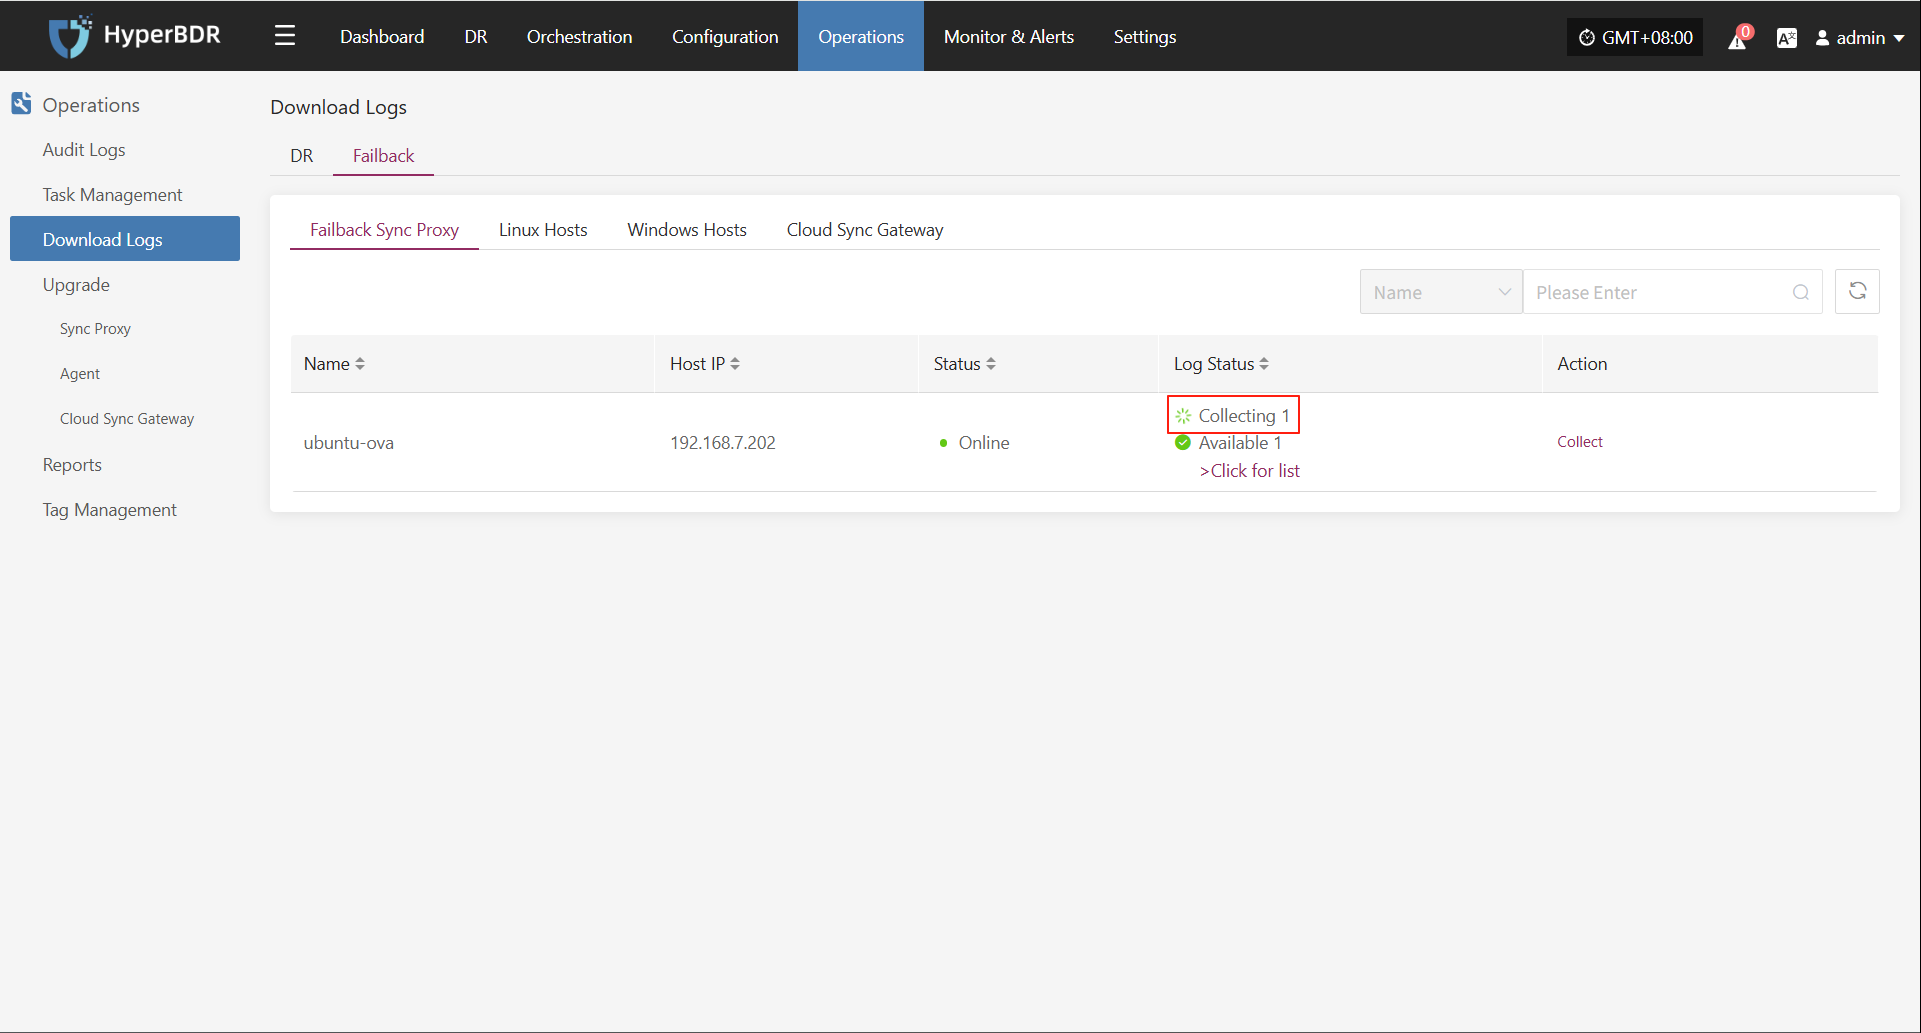 HyperBDR
Dashboard
DR
Orchestration
Configuration
Operations
Monitor & Alerts
Settings
GMT+08:00
0
admin
Operations
Audit Logs
Task Management
Download Logs
Upgrade
Sync Proxy
Agent
Cloud Sync Gateway
Reports
Tag Management
Download Logs
DR
Failback
Failback Sync Proxy
Linux Hosts
Windows Hosts
Cloud Sync Gateway
Name
Please Enter
Name
Host IP
Status
Log Status
Action
ubuntu-ova
192.168.7.202
Online
Collecting 1
Available 1
>Click for list
Collect